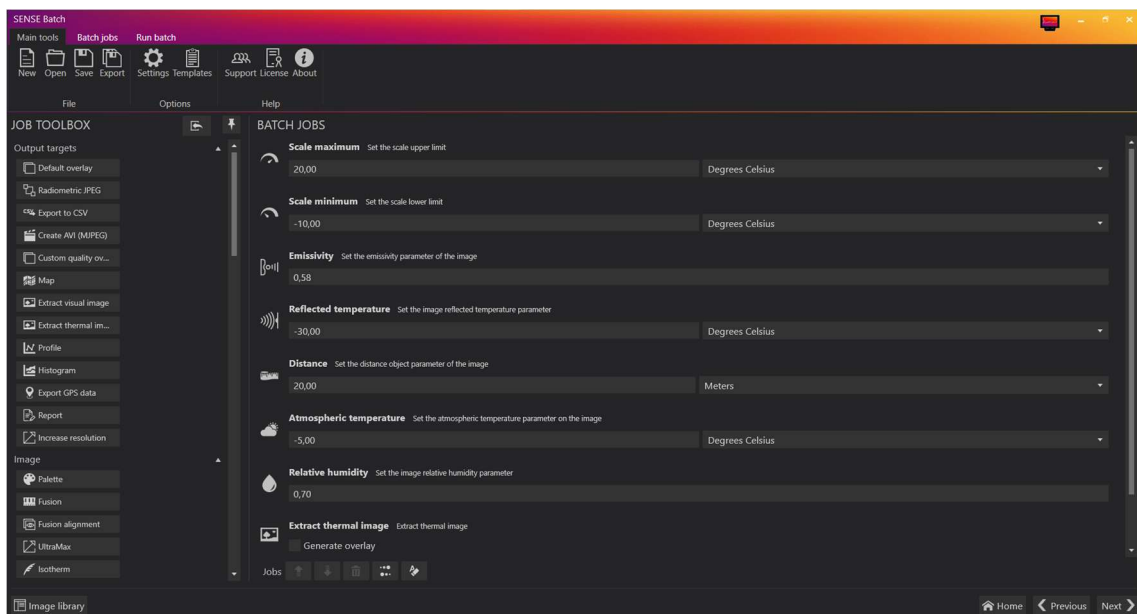 SENSE Batch
Main tools Batch jobs Run batch
New Open Save Export Settings Templates Support License About
File Options Help
JOB TOOLBOX
Output targets
Default overlay
Radiometric JPEG
CSV Export to CSV
Create AVI (MJPEG)
Custom quality ov...
Map
Extract visual image
Extract thermal im...
Profile
Histogram
Export GPS data
Report
Increase resolution
Image
Palette
Fusion
Fusion alignment
UltraMax
Isotherm
BATCH JOBS
Scale maximum Set the scale upper limit
20,00 Degrees Celsius
Scale minimum Set the scale lower limit
-10,00 Degrees Celsius
Emissivity Set the emissivity parameter of the image
0,58
Reflected temperature Set the image reflected temperature parameter
-30,00 Degrees Celsius
Distance Set the distance object parameter of the image
20,00 Meters
Atmospheric temperature Set the atmospheric temperature parameter on the image
-5,00 Degrees Celsius
Relative humidity Set the image relative humidity parameter
0,70
Extract thermal image Extract thermal image
Generate overlay
Jobs
Image library Home Previous Next